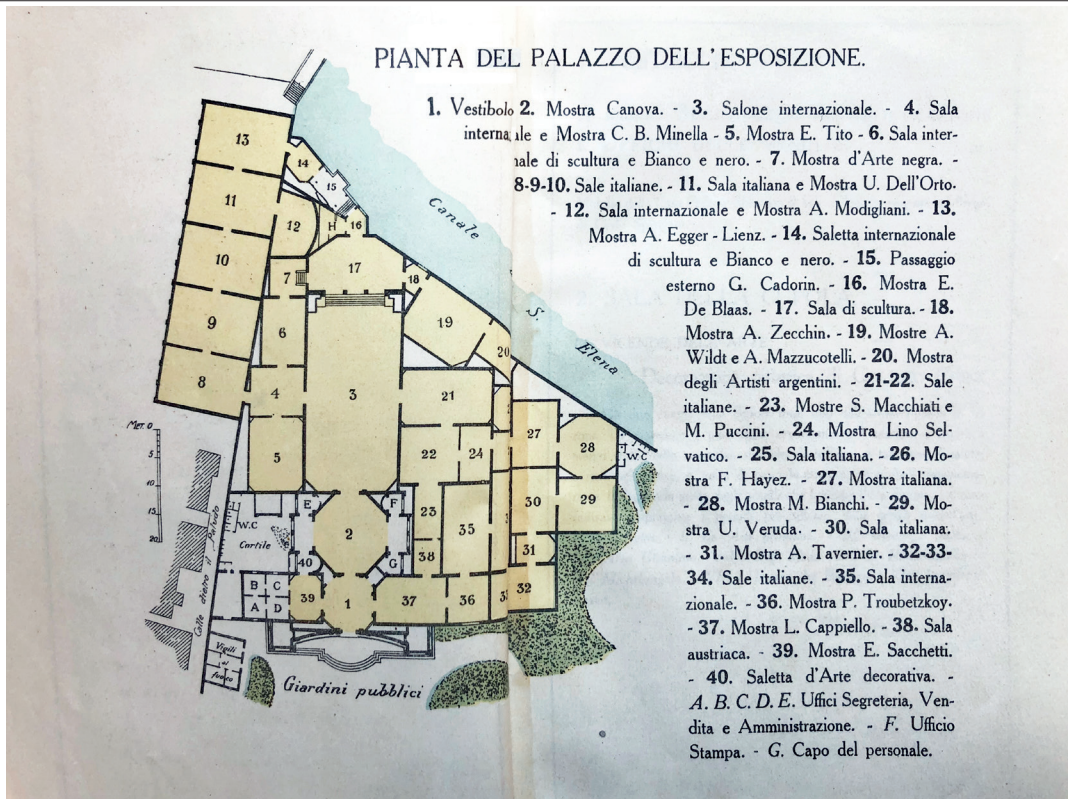 PIANTA DEL PALAZZO DELL'ESPOSIZIONE.
1. Vestibolo 2. Mostra Canova. - 3. Salone internazionale. - 4. Sala
interna ale e Mostra C. B. Minella - 5. Mostra E. Tito - 6. Sala inter-
ale di scultura e Bianco e nero. - 7. Mostra d'Arte negra. -
8-9-10. Sale italiane. - 11. Sala italiana e Mostra U. Dell'Orto.
- 12. Sala internazionale e Mostra A. Modigliani. - 13.
Mostra A. Egger - Lienz. - 14. Saletta internazionale
di scultura e Bianco e nero. - 15. Passaggio
esterno G. Cadorin. - 16. Mostra E.
De Blaas. - 17. Sala di scultura. - 18.
Mostra A. Zecchin. - 19. Mostre A.
Wildt e A. Mazzucotelli. - 20. Mostra
degli Artisti argentini. - 21-22. Sale
italiane. - 23. Mostre S. Macchiati e
M. Puccini. - 24. Mostra Lino Sel-
vatico. - 25. Sala italiana. - 26. Mo-
stra F. Hayez. - 27. Mostra italiana.
- 28. Mostra M. Bianchi. - 29. Mo-
stra U. Veruda. - 30. Sala italiana.
- 31. Mostra A. Tavernier. - 32-33-
34. Sale italiane. - 35. Sala interna-
zionale. - 36. Mostra P. Troubetzkoy.
- 37. Mostra L. Cappiello. - 38. Sala
austriaca. - 39. Mostra E. Sacchetti.
- 40. Saletta d'Arte decorativa. -
A. B. C. D. E. Uffici Segreteria, Ven-
dita e Amministrazione. - F. Ufficio
Stampa. - G. Capo del personale.
13
14
15
11
12
H
16
Canale
S.
Elena
10
7
17
18
9
6
19
20
8
4
3
21
5
22
24
27
28
W C
29
Met. 0
5
10
15
20
W.C
Cortile
E
F
2
23
35
30
40
G
38
31
B
C
A
D
39
1
37
36
32
Calle dietro il Palazzo
Vigili
al
fuoco
Giardini pubblici